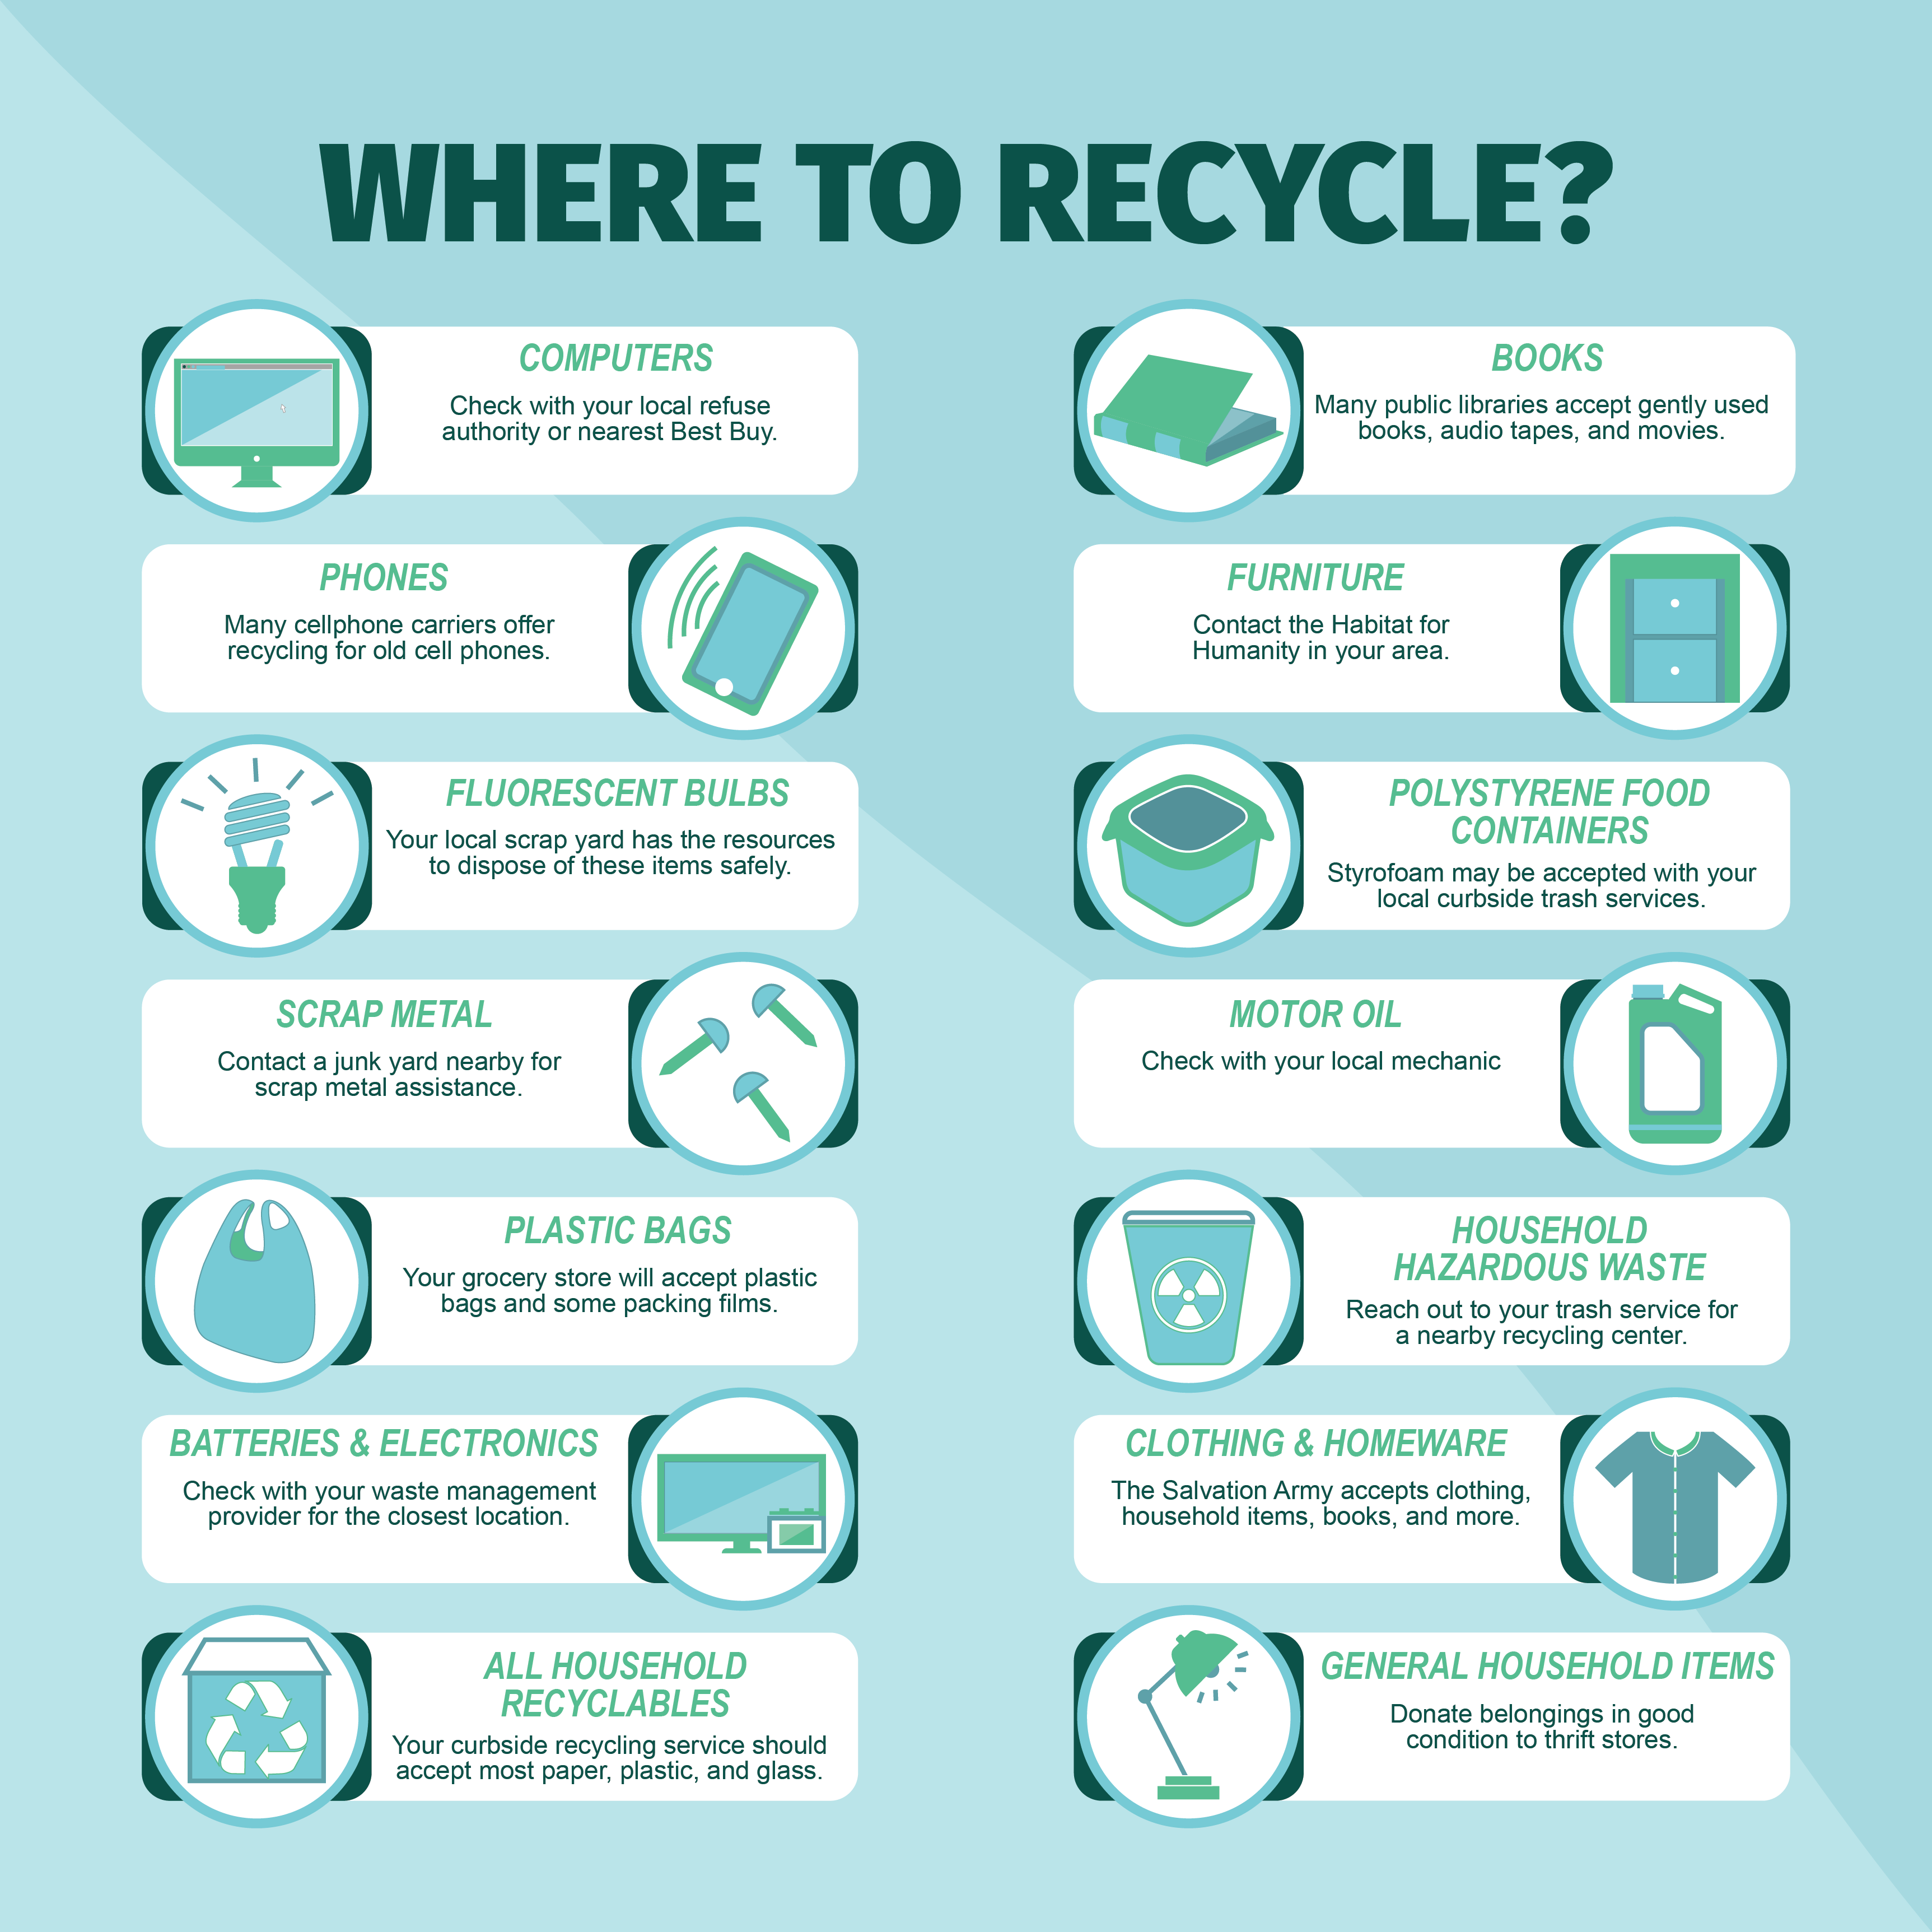 WHERE TO RECYCLE?
COMPUTERS
Check with your local refuse
authority or nearest Best Buy.
PHONES
Many cellphone carriers offer
recycling for old cell phones.
FLUORESCENT BULBS
Your local scrap yard has the resources
to dispose of these items safely.
SCRAP METAL
Contact a junk yard nearby for
scrap metal assistance.
PLASTIC BAGS
Your grocery store will accept plastic
bags and some packing films.
BATTERIES & ELECTRONICS
Check with your waste management
provider for the closest location.
ALL HOUSEHOLD
RECYCLABLES
Your curbside recycling service should
accept most paper, plastic, and glass.
BOOKS
Many public libraries accept gently used
books, audio tapes, and movies.
FURNITURE
Contact the Habitat for
Humanity in your area.
POLYSTYRENE FOOD
CONTAINERS
Styrofoam may be accepted with your
local curbside trash services.
MOTOR OIL
Check with your local mechanic
HOUSEHOLD
HAZARDOUS WASTE
Reach out to your trash service for
a nearby recycling center.
CLOTHING & HOMEWARE
The Salvation Army accepts clothing,
household items, books, and more.
GENERAL HOUSEHOLD ITEMS
Donate belongings in good
condition to thrift stores.